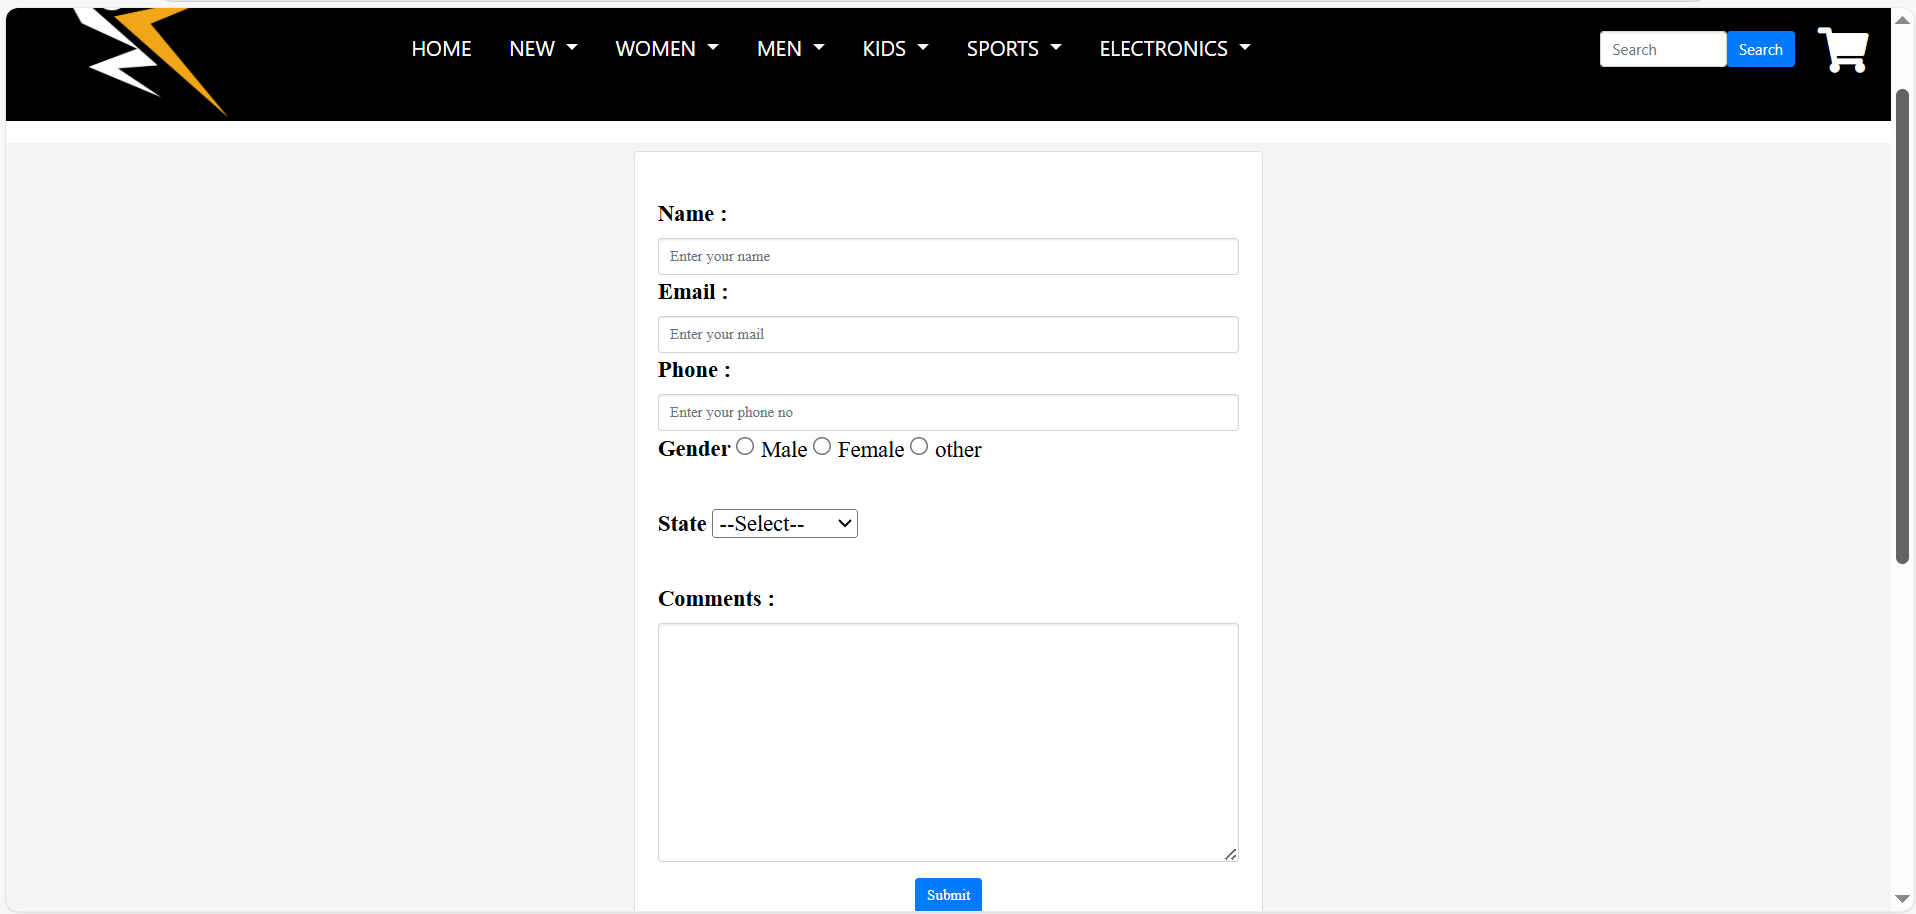 HOME NEW WOMEN MEN KIDS SPORTS ELECTRONICS Search Search
Name :
Enter your name
Email :
Enter your mail
Phone :
Enter your phone no
Gender Male Female other
State --Select--
Comments :
Submit